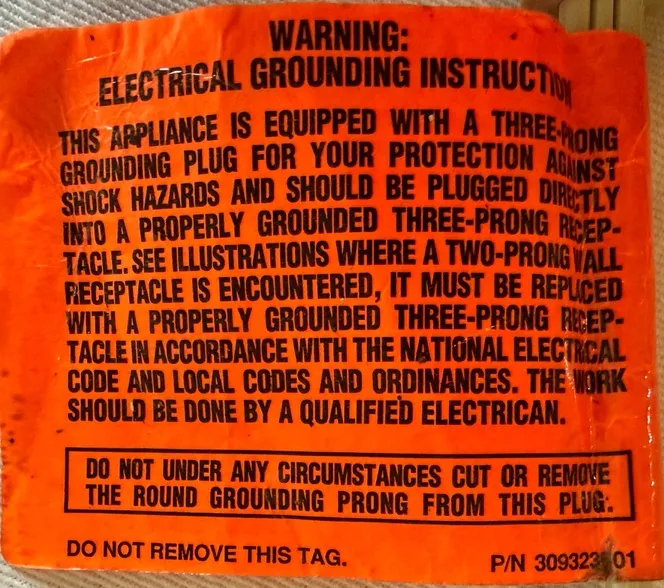 WARNING:
ELECTRICAL GROUNDING INSTRUCTION
THIS APPLIANCE IS EQUIPPED WITH A THREE-PRONG
GROUNDING PLUG FOR YOUR PROTECTION AGAINST
SHOCK HAZARDS AND SHOULD BE PLUGGED DIRECTLY
INTO A PROPERLY GROUNDED THREE-PRONG RECEP-
TACLE. SEE ILLUSTRATIONS WHERE A TWO-PRONG WALL
RECEPTACLE IS ENCOUNTERED, IT MUST BE REPLACED
WITH A PROPERLY GROUNDED THREE-PRONG RECEP-
TACLE IN ACCORDANCE WITH THE NATIONAL ELECTRICAL
CODE AND LOCAL CODES AND ORDINANCES. THE WORK
SHOULD BE DONE BY A QUALIFIED ELECTRICAN.
DO NOT UNDER ANY CIRCUMSTANCES CUT OR REMOVE
THE ROUND GROUNDING PRONG FROM THIS PLUG.
DO NOT REMOVE THIS TAG.
P/N